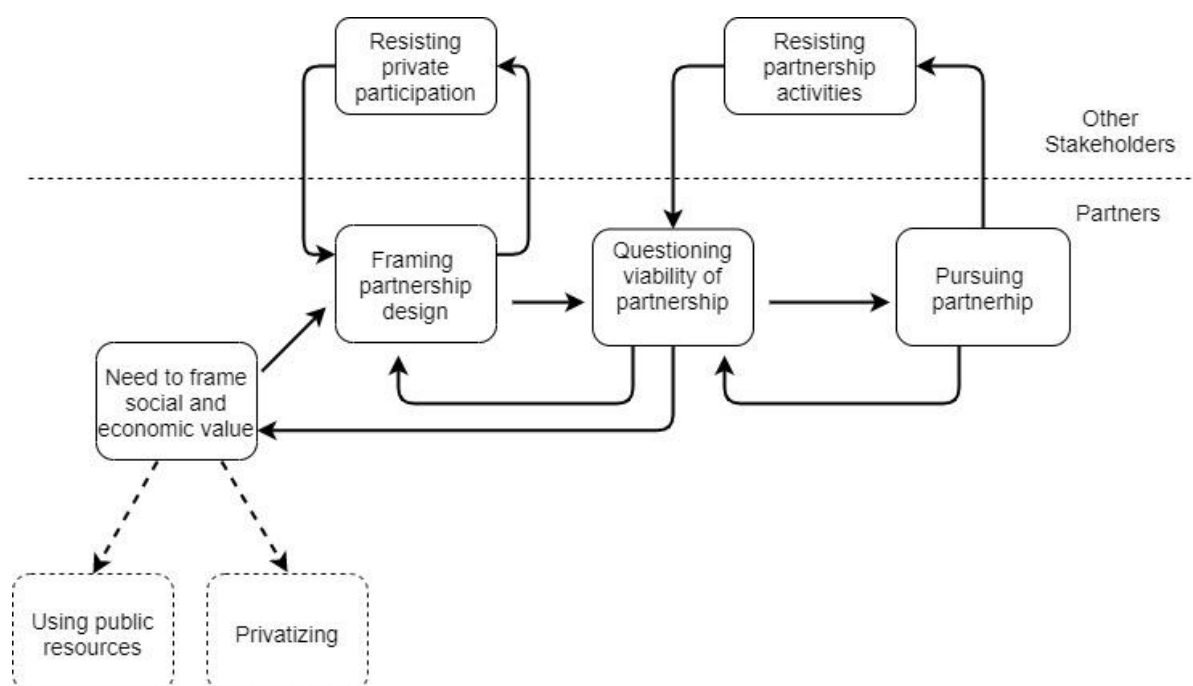 Resisting
private
participation
Resisting
partnership
activities
Other
Stakeholders
Partners
Framing
partnership
design
Questioning
viability of
partnership
Pursuing
partnerhip
Need to frame
social and
economic value
Using public
resources
Privatizing